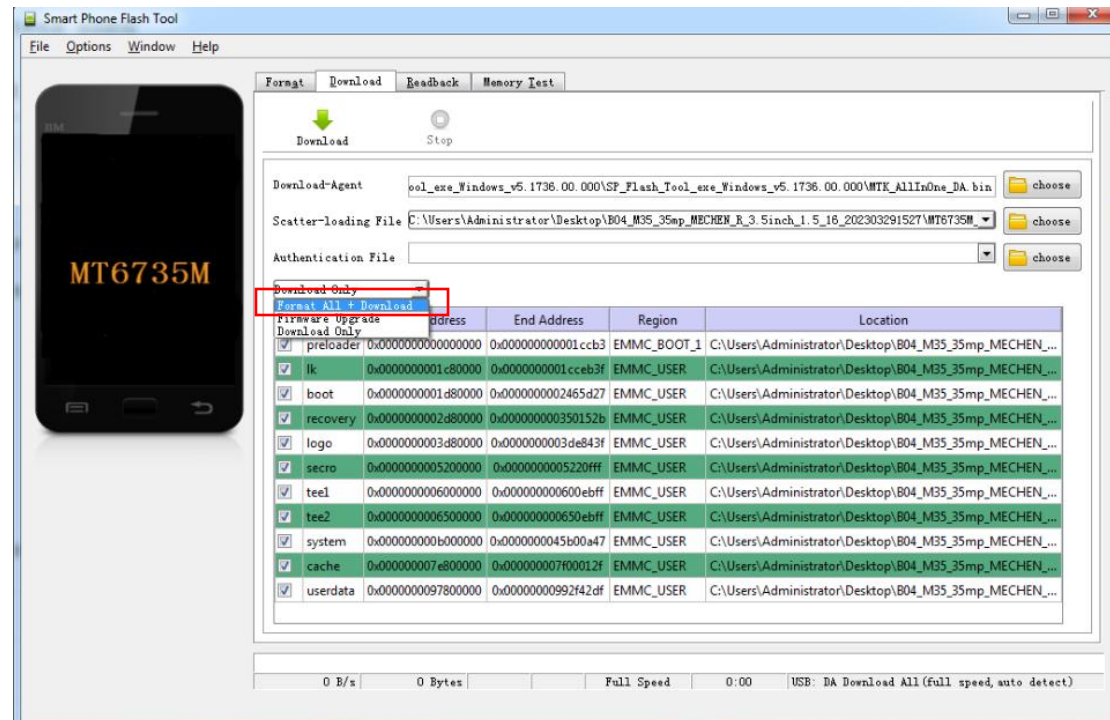 Smart Phone Flash Tool
File Options Window Help
Format Download Readback Memory Test
BM
Download Stop
Download-Agent ool_exe_Windows_v5.1736.00.000\SP_Flash_Tool_exe_Windows_v5.1736.00.000\MTK_AllInOne_DA.bin choose
Scatter-loading File C:\Users\Administrator\Desktop\B04_M35_35mp_MECHEN_R_3.5inch_1.5_16_202303291527\MT6735M_ choose
Authentication File choose
MT6735M
Download Only
Format All + Download
Firmware Upgrade
Download Only
ddress End Address Region Location
preloader 0x0000000000000000 0x000000000001ccb3 EMMC_BOOT_1 C:\Users\Administrator\Desktop\B04_M35_35mp_MECHEN_...
lk 0x0000000001c80000 0x0000000001cceb3f EMMC_USER C:\Users\Administrator\Desktop\B04_M35_35mp_MECHEN_...
boot 0x0000000001d80000 0x0000000002465d27 EMMC_USER C:\Users\Administrator\Desktop\B04_M35_35mp_MECHEN_...
recovery 0x0000000002d80000 0x000000000350152b EMMC_USER C:\Users\Administrator\Desktop\B04_M35_35mp_MECHEN_...
logo 0x0000000003d80000 0x0000000003de843f EMMC_USER C:\Users\Administrator\Desktop\B04_M35_35mp_MECHEN_...
secro 0x0000000005200000 0x0000000005220fff EMMC_USER C:\Users\Administrator\Desktop\B04_M35_35mp_MECHEN_...
tee1 0x0000000006000000 0x000000000600ebff EMMC_USER C:\Users\Administrator\Desktop\B04_M35_35mp_MECHEN_...
tee2 0x0000000006500000 0x000000000650ebff EMMC_USER C:\Users\Administrator\Desktop\B04_M35_35mp_MECHEN_...
system 0x000000000b000000 0x0000000045b00a47 EMMC_USER C:\Users\Administrator\Desktop\B04_M35_35mp_MECHEN_...
cache 0x000000007e800000 0x000000007f00012f EMMC_USER C:\Users\Administrator\Desktop\B04_M35_35mp_MECHEN_...
userdata 0x0000000097800000 0x00000000992f42df EMMC_USER C:\Users\Administrator\Desktop\B04_M35_35mp_MECHEN_...
0 B/s 0 Bytes Full Speed 0:00 USB: DA Download All(full speed,auto detect)